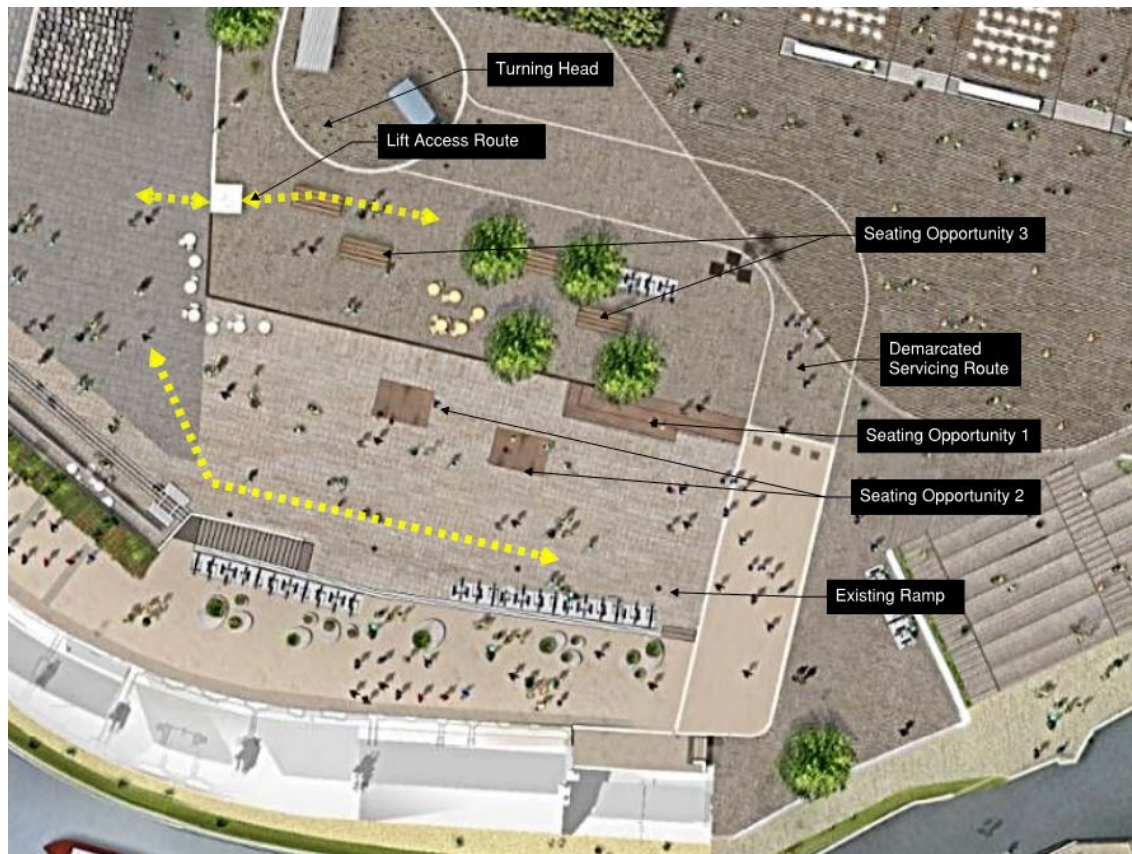 Turning Head
Lift Access Route
Seating Opportunity 3
Demarcated
Servicing Route
Seating Opportunity 1
Seating Opportunity 2
Existing Ramp